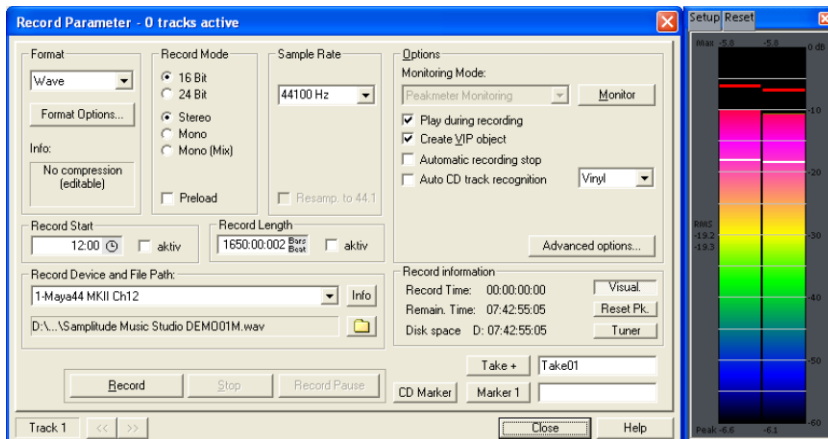 Record Parameter - 0 tracks active
Format
Wave
Format Options...
Info:
No compression
(editable)
Record Mode
16 Bit
24 Bit
Stereo
Mono
Mono (Mix)
Preload
Sample Rate
44100 Hz
Resamp. to 44.1
Options
Monitoring Mode:
Peakmeter Monitoring
Monitor
Play during recording
Create VIP object
Automatic recording stop
Auto CD track recognition
Vinyl
Advanced options...
Record Start
12:00
aktiv
Record Length
1650:00:002 Bars Beat
aktiv
Record Device and File Path:
1-Maya44 MKII Ch12
Info
D:\...\Samplitude Music Studio DEMO01M.wav
Record information
Record Time: 00:00:00:00
Visual.
Remain. Time: 07:42:55:05
Reset Pk.
Disk space D: 07:42:55:05
Tuner
Take +
Take01
Record
Stop
Record Pause
CD Marker
Marker 1
Track 1
<<
>>
Close
Help
Setup
Reset
Max -5.8 -5.8
0 dB
-10
-20
-30
-40
-50
-60
RMS
-19.2
-19.3
Peak -6.6 -6.1